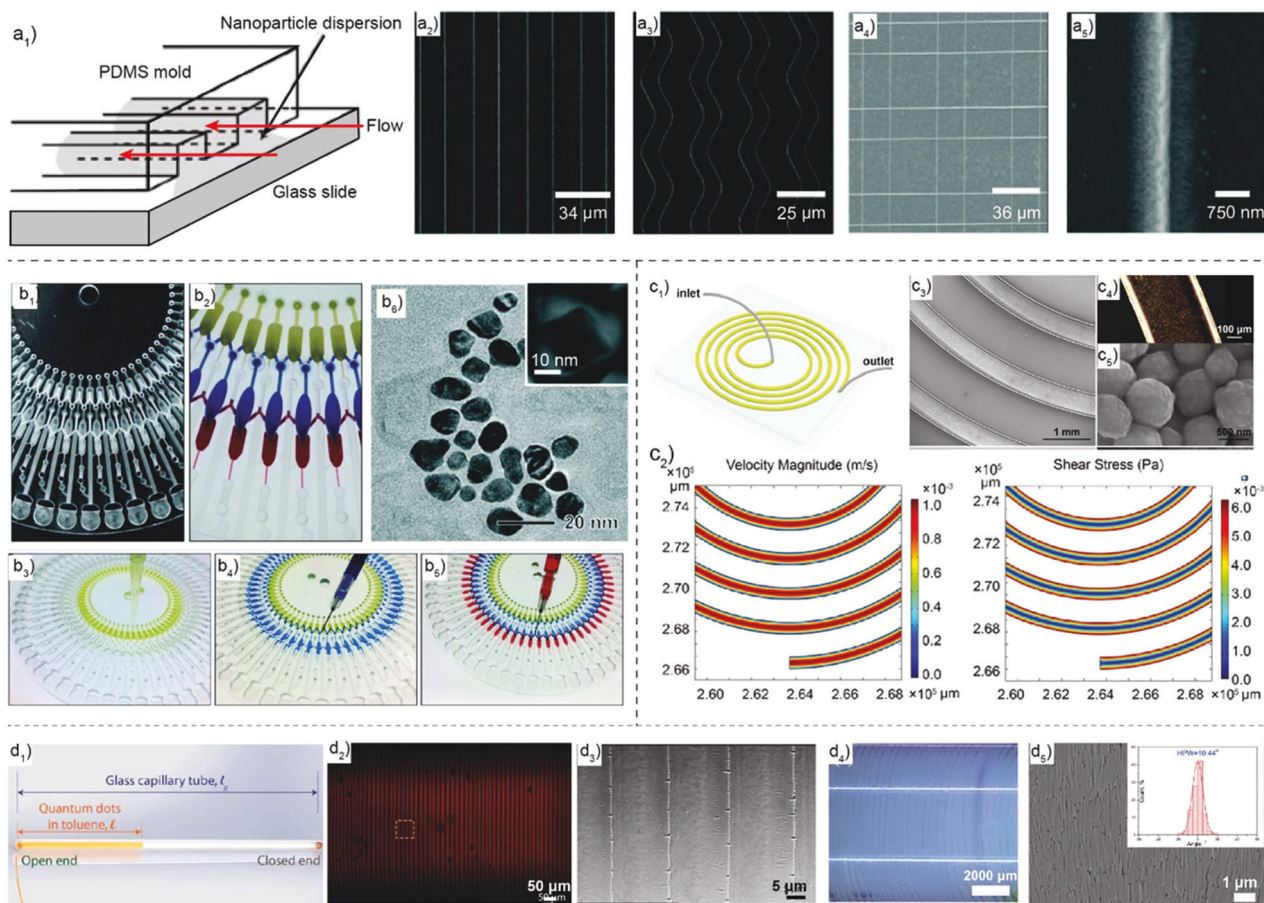 a1)
Nanoparticle dispersion
PDMS mold
Flow
Glass slide
a2)
34 μm
a3)
25 μm
a4)
36 μm
a5)
750 nm
b1)
b2)
b6)
10 nm
20 nm
b3)
b4)
b5)
c1)
inlet
outlet
c3)
1 mm
c4)
100 μm
c5)
500 nm
c2)
×10⁵
μm
Velocity Magnitude (m/s)
2.74
2.72
2.70
2.68
2.66
2.60 2.62 2.64 2.66 2.68
×10⁵ μm
×10⁻³
1.0
0.8
0.6
0.4
0.2
0.0
×10⁵
μm
Shear Stress (Pa)
2.74
2.72
2.70
2.68
2.66
2.60 2.62 2.64 2.66 2.68
×10⁵ μm
×10⁻³
6.0
5.0
4.0
3.0
2.0
1.0
0.0
d1)
Glass capillary tube,
Quantum dots
in toluene, ℓ
Open end
Closed end
d2)
50 μm
50 μm
d3)
5 μm
d4)
2000 μm
d5)
HPW=10.44°
Count, %
Angle, °
1 μm